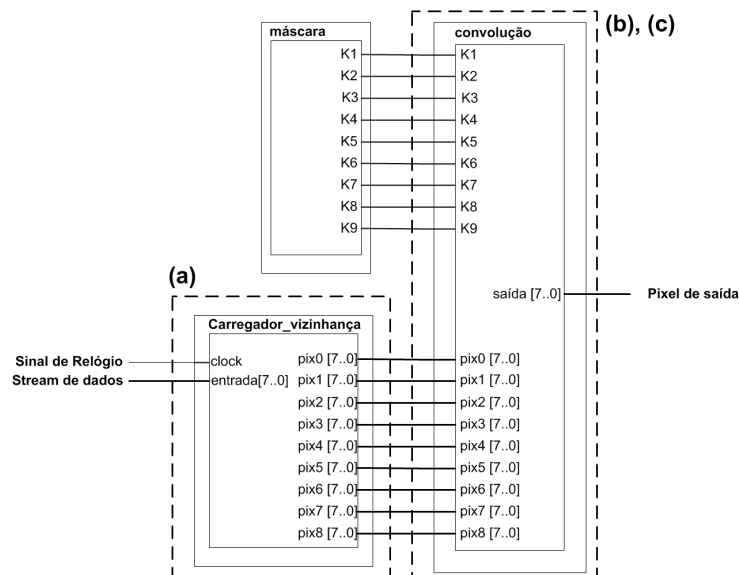 máscara
convolução
(b), (c)
K1 K1
K2 K2
K3 K3
K4 K4
K5 K5
K6 K6
K7 K7
K8 K8
K9 K9
(a)
saída [7..0] Pixel de saída
Carregador_vizinhança
Sinal de Relógio clock pix0 [7..0] pix0 [7..0]
Stream de dados entrada[7..0] pix1 [7..0] pix1 [7..0]
pix2 [7..0] pix2 [7..0]
pix3 [7..0] pix3 [7..0]
pix4 [7..0] pix4 [7..0]
pix5 [7..0] pix5 [7..0]
pix6 [7..0] pix6 [7..0]
pix7 [7..0] pix7 [7..0]
pix8 [7..0] pix8 [7..0]